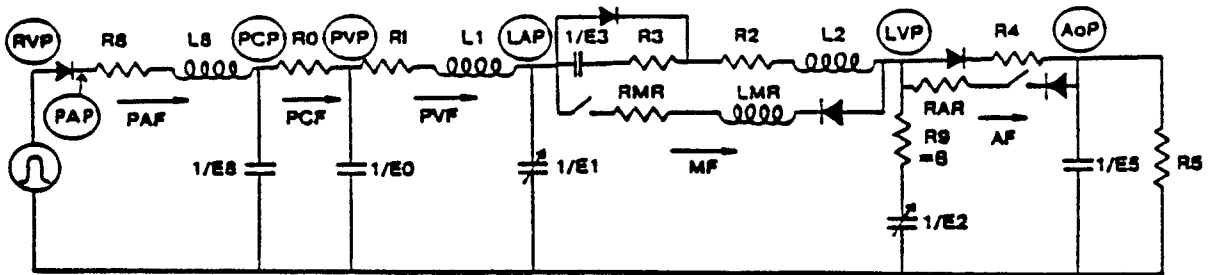 RVP
R8
L8
PCP
R0
PVP
R1
L1
LAP
1/E3
R3
R2
L2
LVP
R4
AoP
PAP
PAF
PCF
PVF
RMR
LMR
MF
RAR
AF
R9
=6
1/E8
1/E0
1/E1
1/E2
1/E5
R5